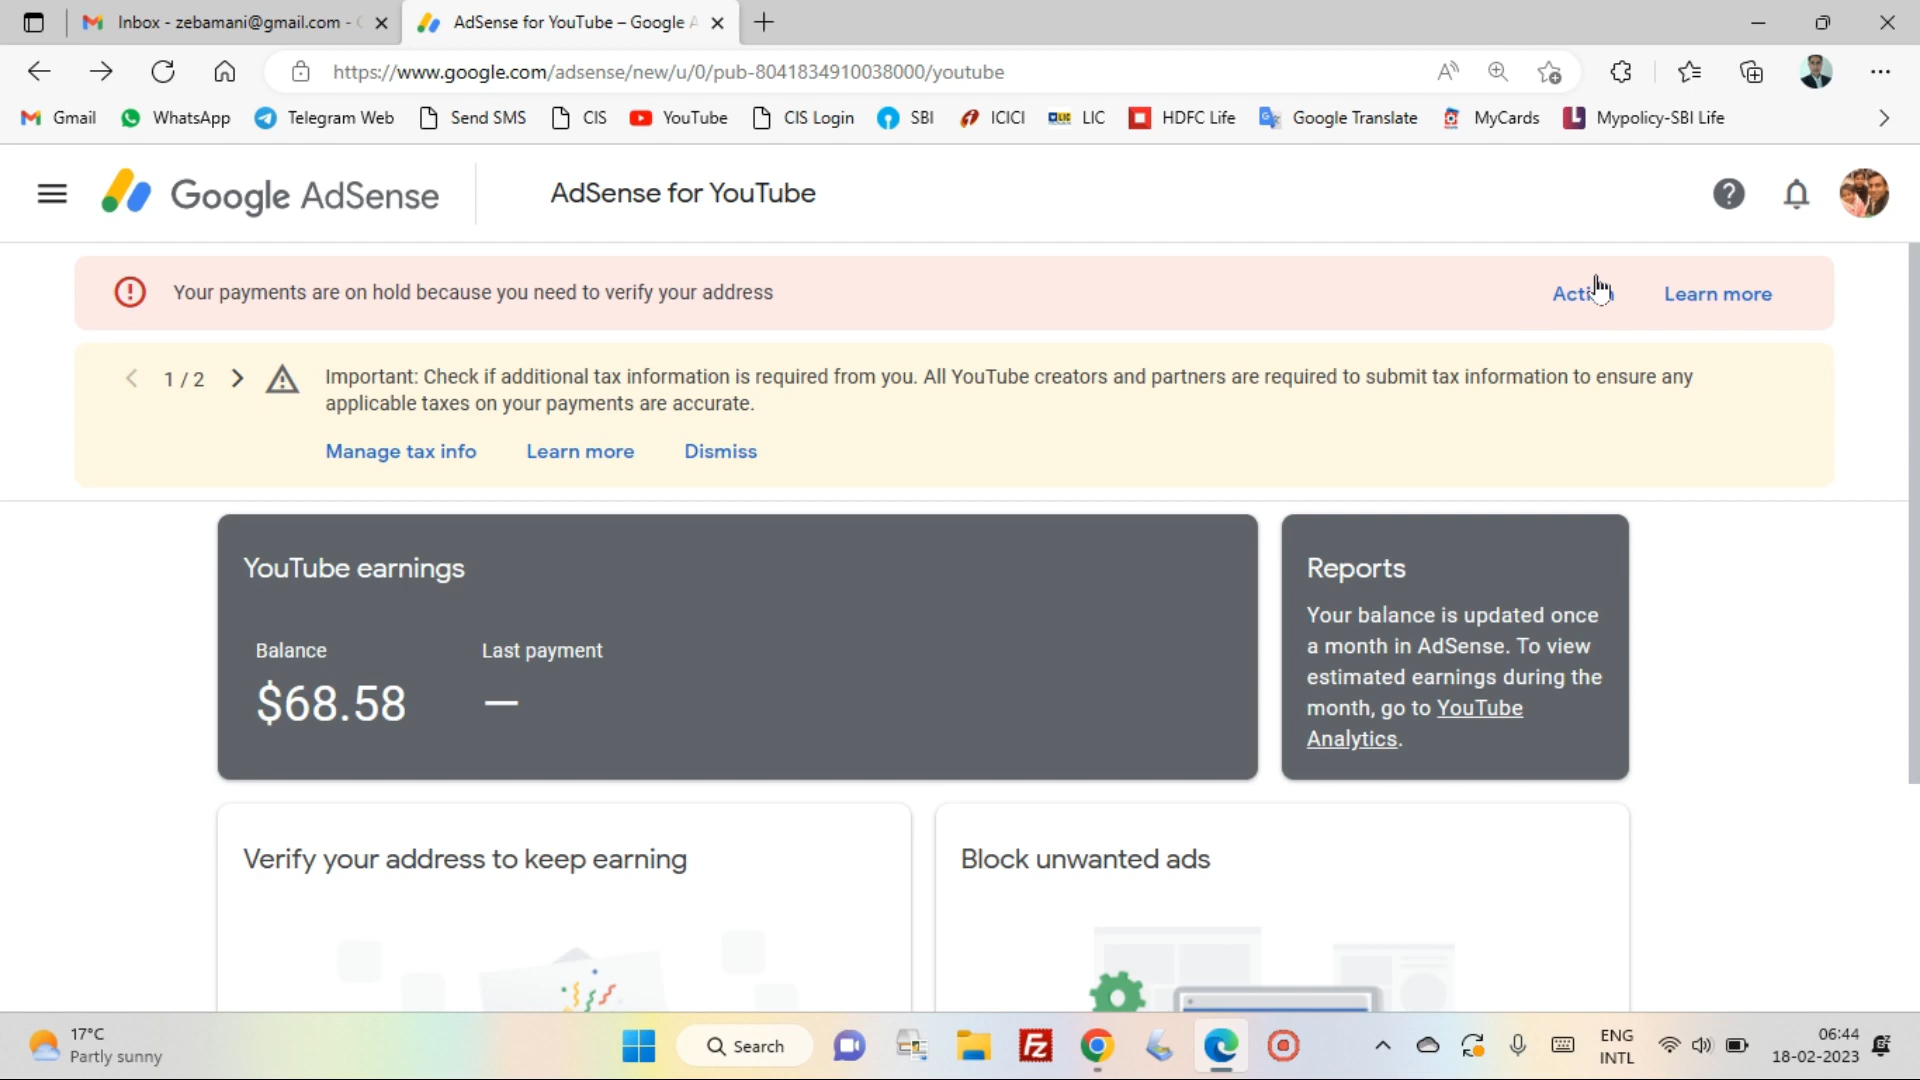 Inbox - zebamani@gmail.com -
AdSense for YouTube – Google A
https://www.google.com/adsense/new/u/0/pub-8041834910038000/youtube
Gmail
WhatsApp
Telegram Web
Send SMS
CIS
YouTube
CIS Login
SBI
ICICI
LIC
HDFC Life
Google Translate
MyCards
Mypolicy-SBI Life
Google AdSense
AdSense for YouTube
Your payments are on hold because you need to verify your address
Action
Learn more
1 / 2
Important: Check if additional tax information is required from you. All YouTube creators and partners are required to submit tax information to ensure any
applicable taxes on your payments are accurate.
Manage tax info
Learn more
Dismiss
YouTube earnings
Balance
Last payment
$68.58
—
Reports
Your balance is updated once
a month in AdSense. To view
estimated earnings during the
month, go to YouTube
Analytics.
Verify your address to keep earning
Block unwanted ads
17°C
Partly sunny
Search
ENG
INTL
06:44
18-02-2023